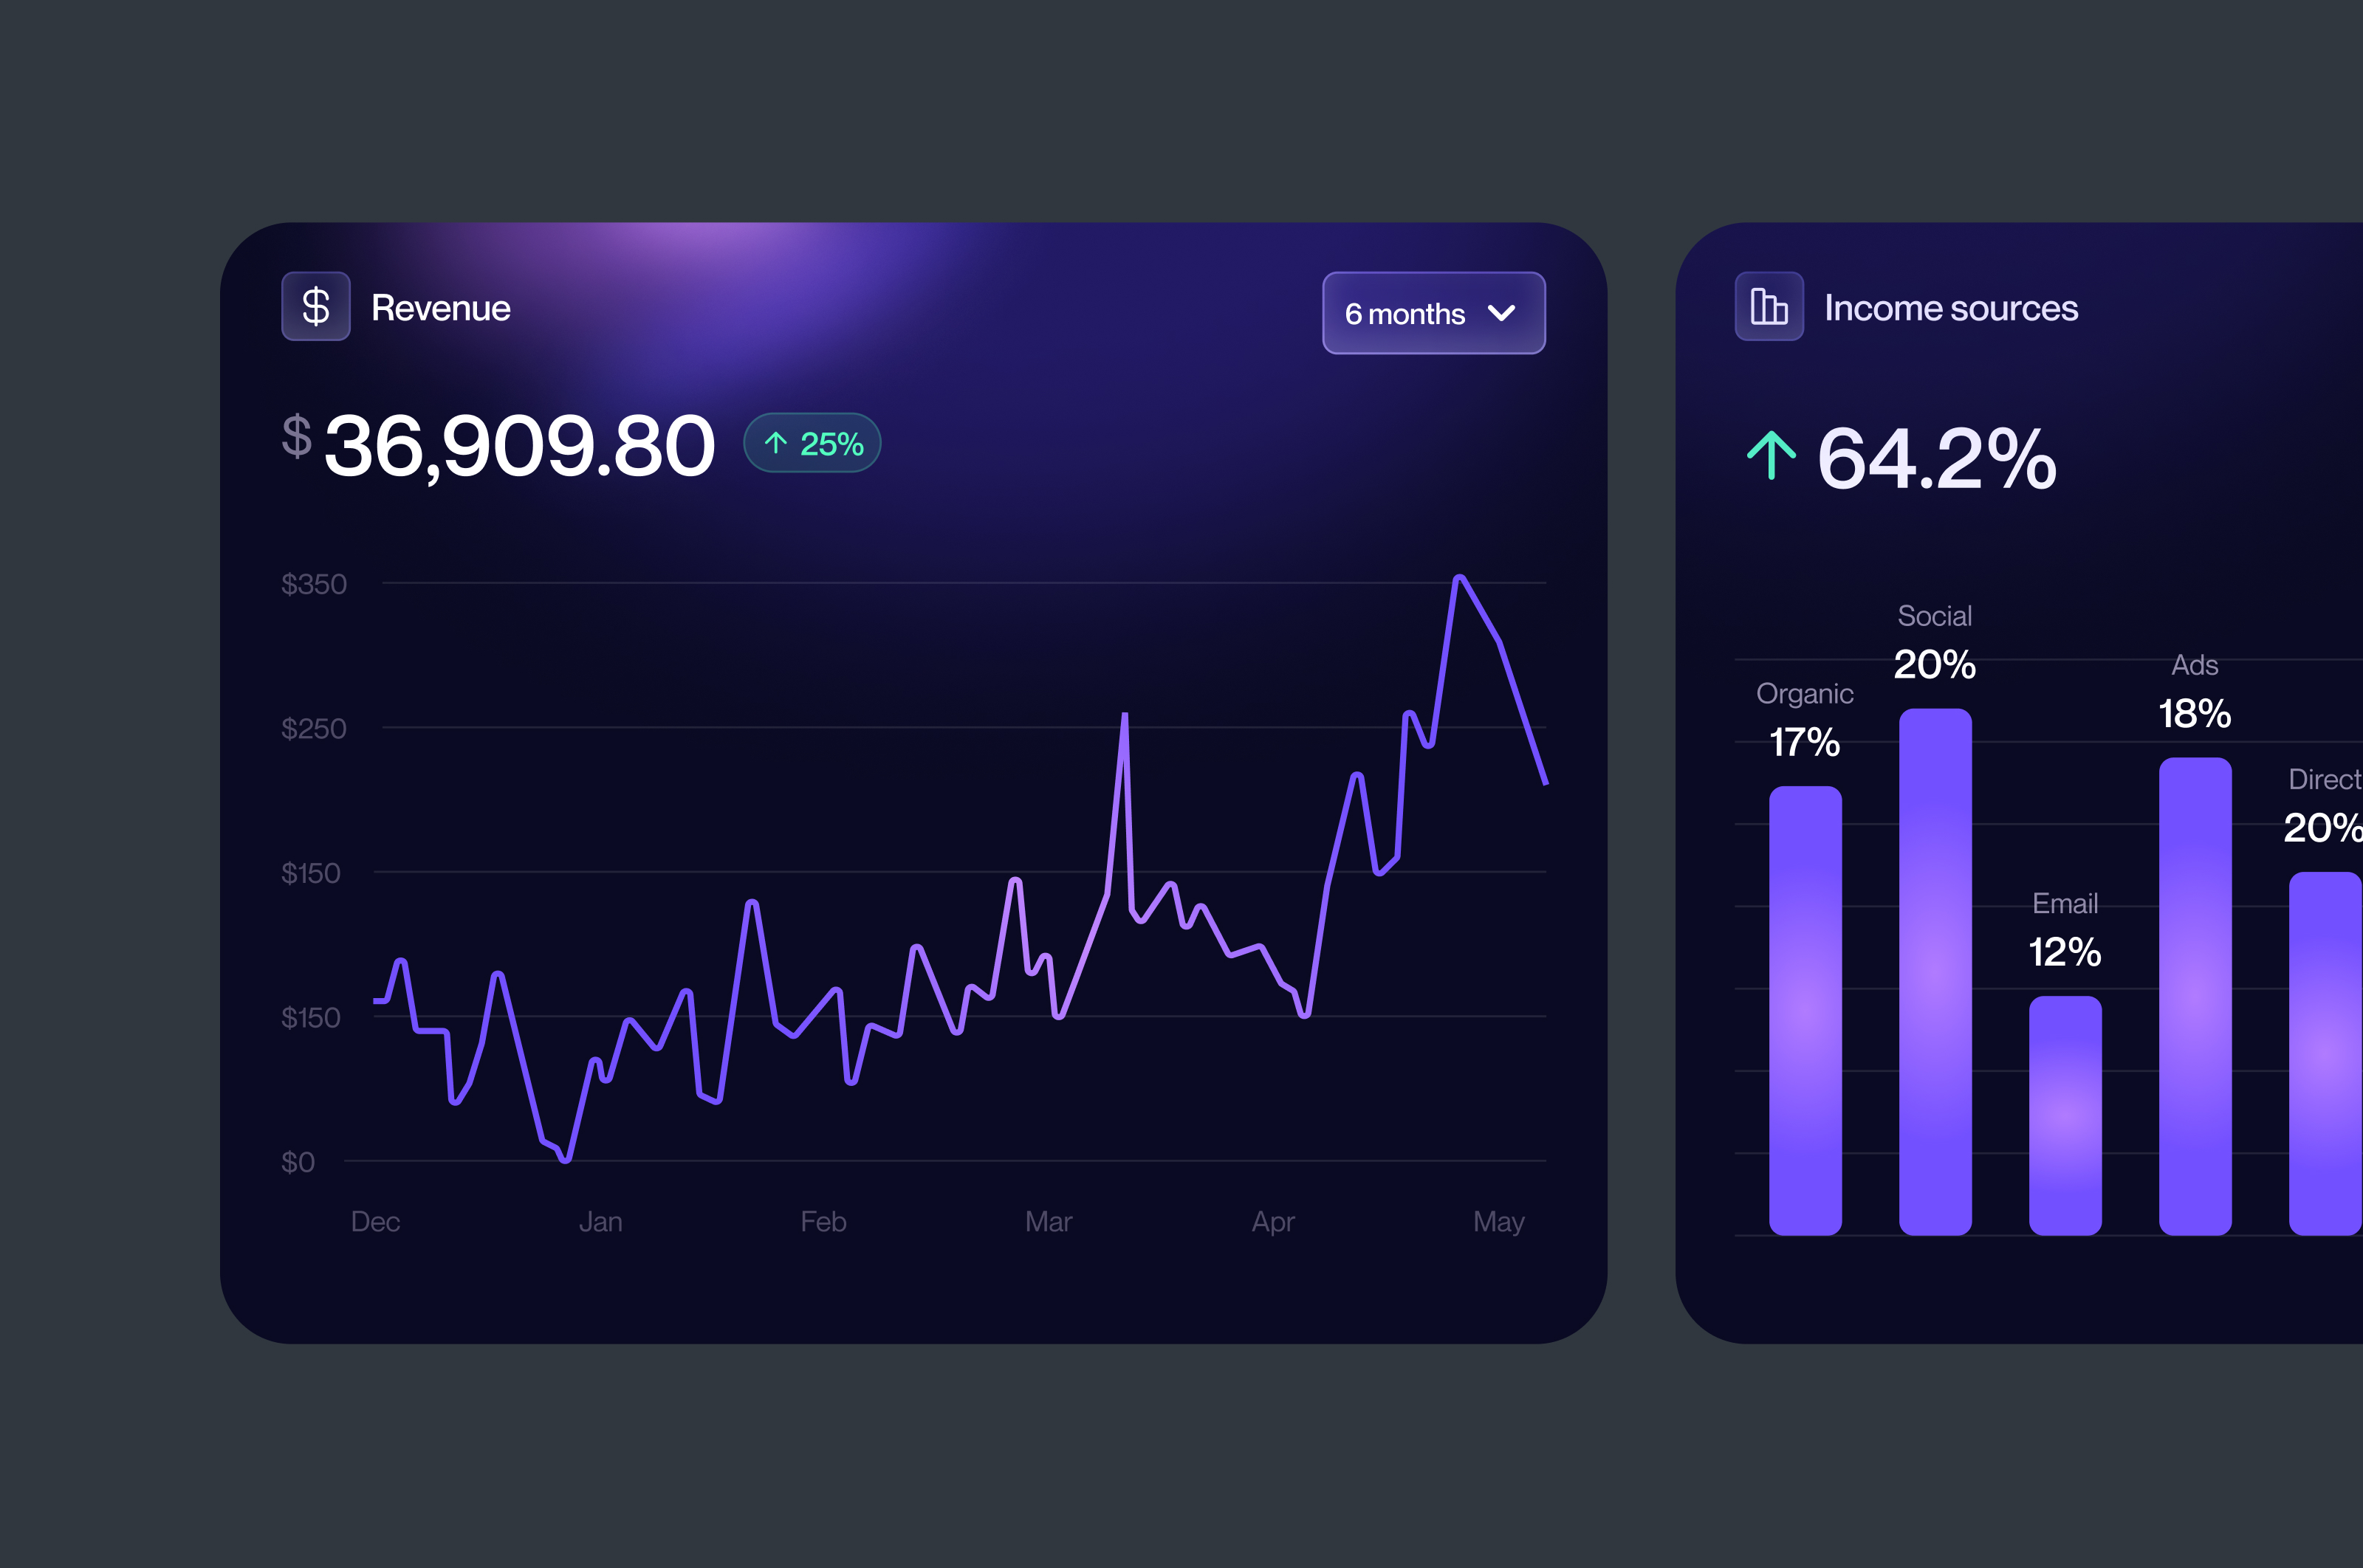 Revenue
6 months
$36,909.80
25%
$350
$250
$150
$150
$0
Dec Jan Feb Mar Apr May
Income sources
64.2%
Social
20%
Ads
18%
Organic
17%
Direct
20%
Email
12%